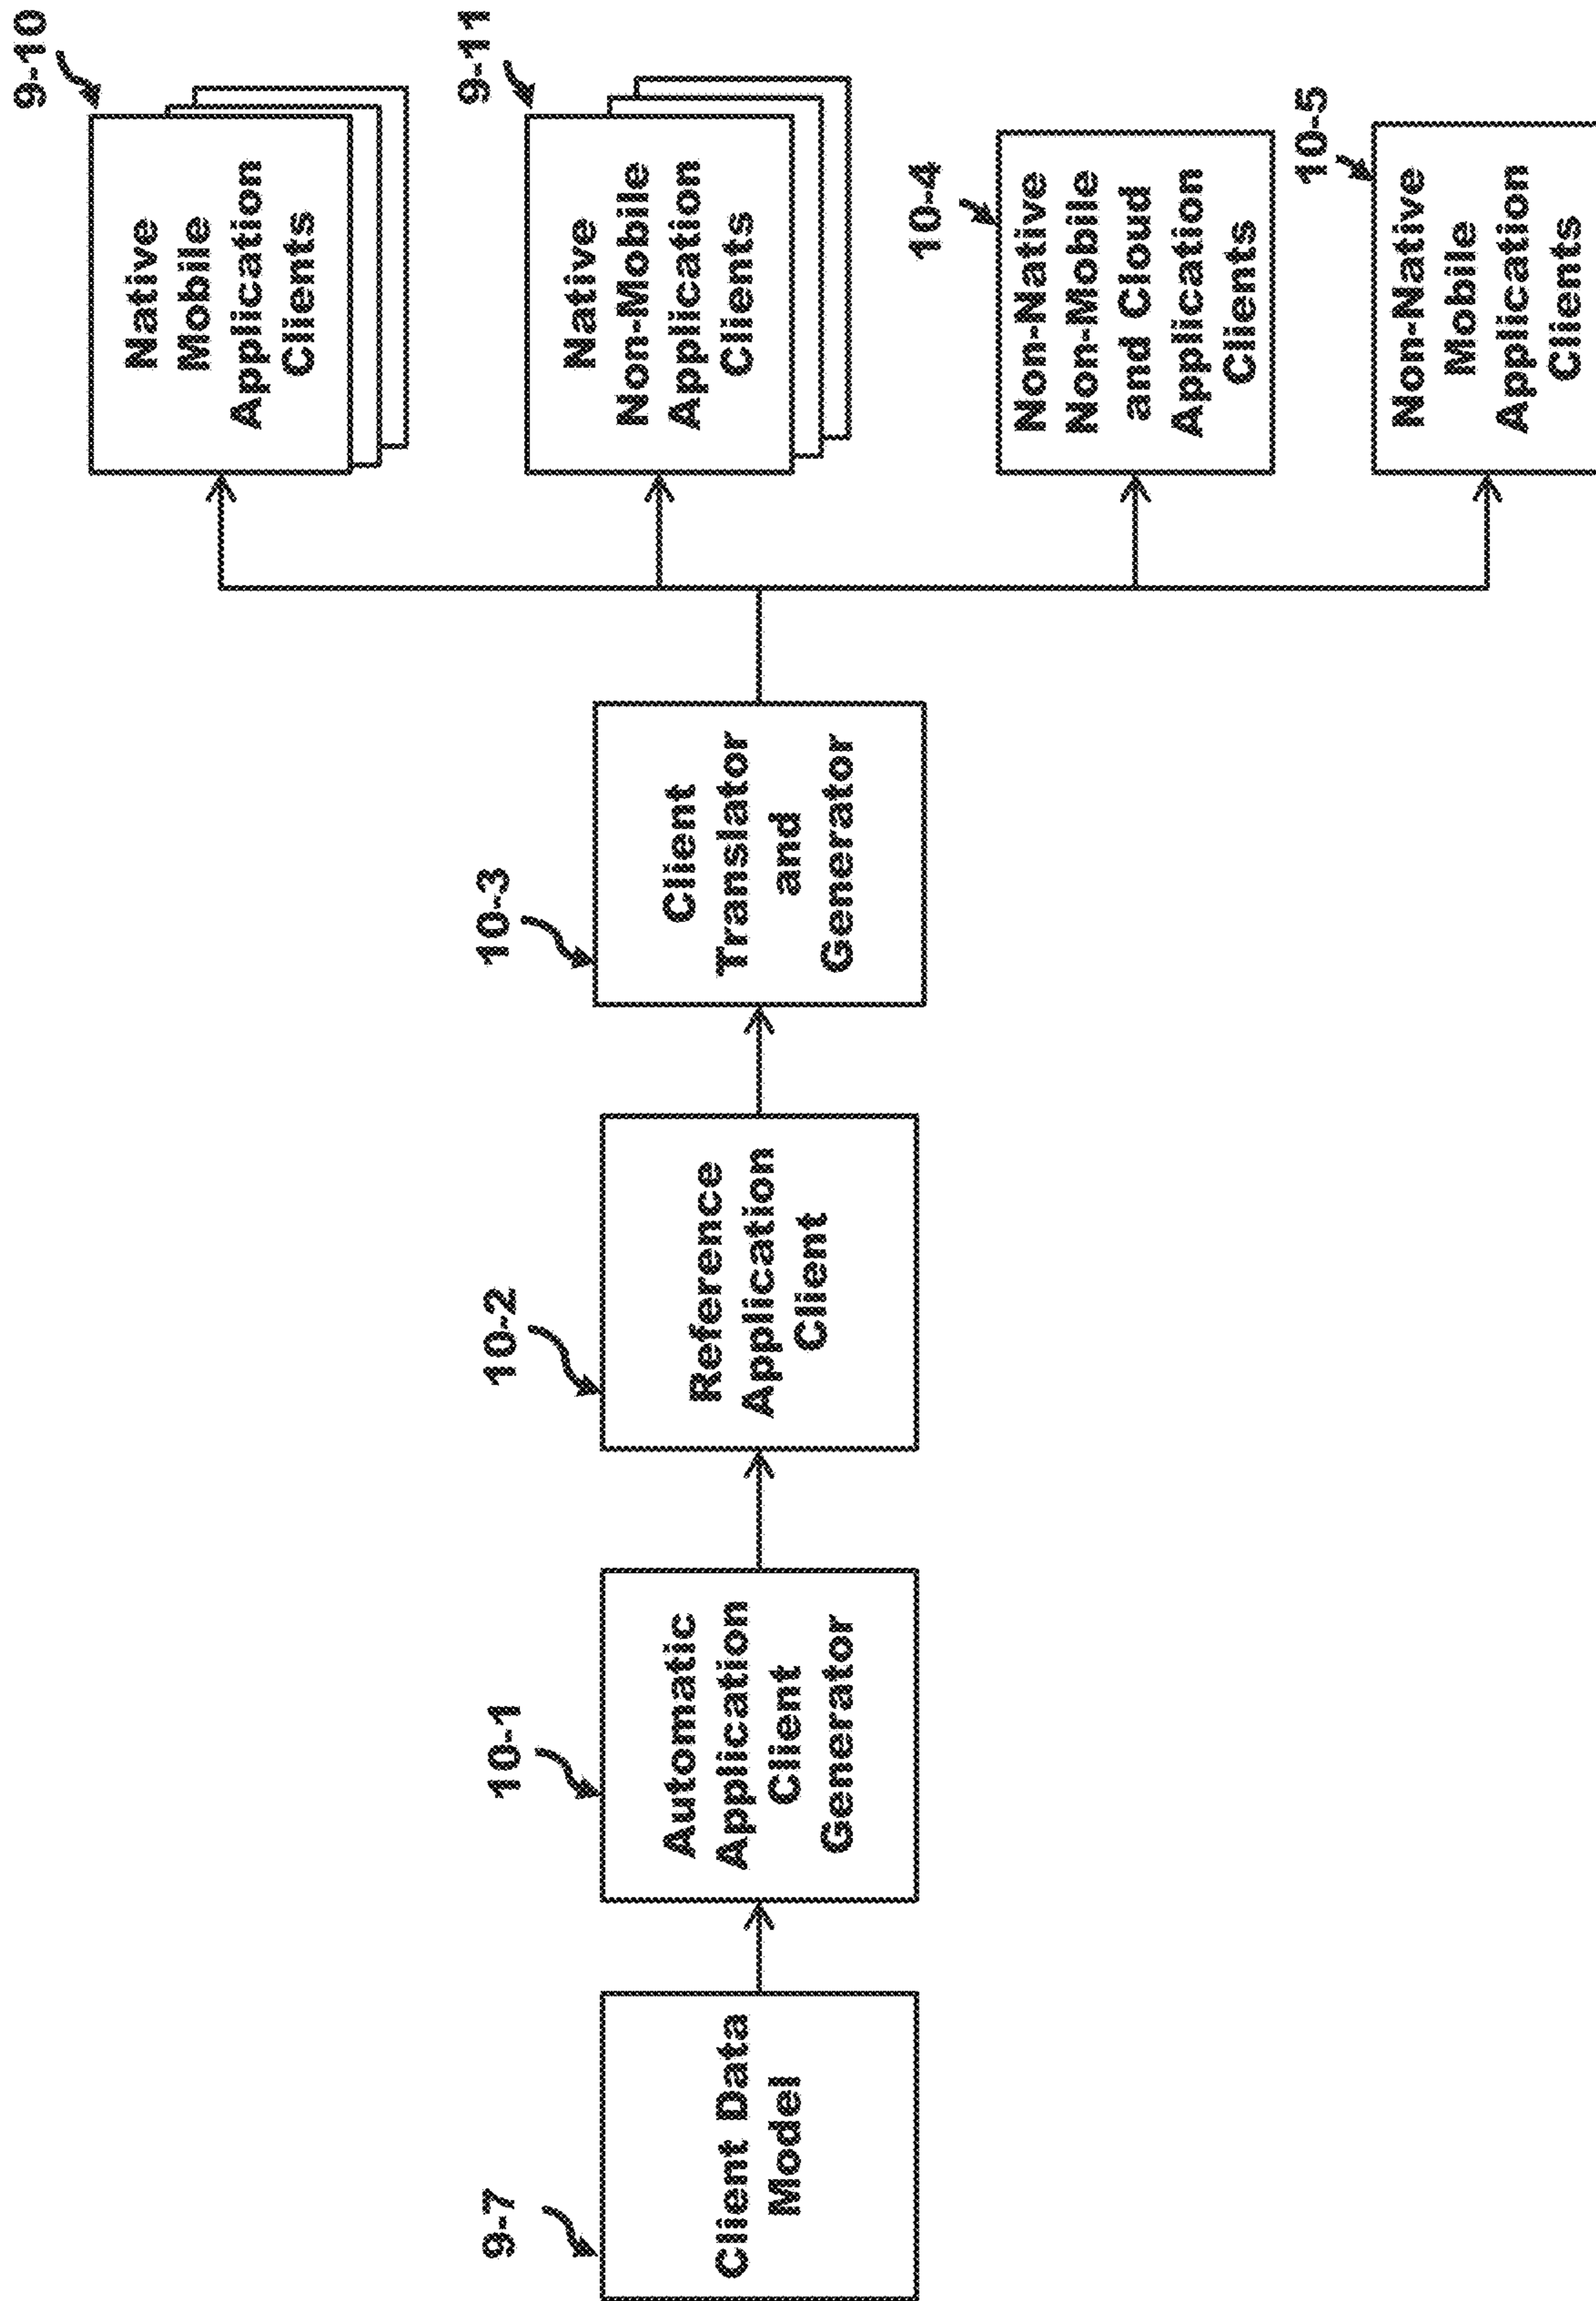 9-7
Client Data
Model
10-1
Automatic
Application
Client
Generator
10-2
Reference
Application
Client
10-3
Client
Translator
and
Generator
9-10
Native
Mobile
Application
Clients
9-11
Native
Non-Mobile
Application
Clients
10-4
Non-Native
Non-Mobile
and Cloud
Application
Clients
10-5
Non-Native
Mobile
Application
Clients